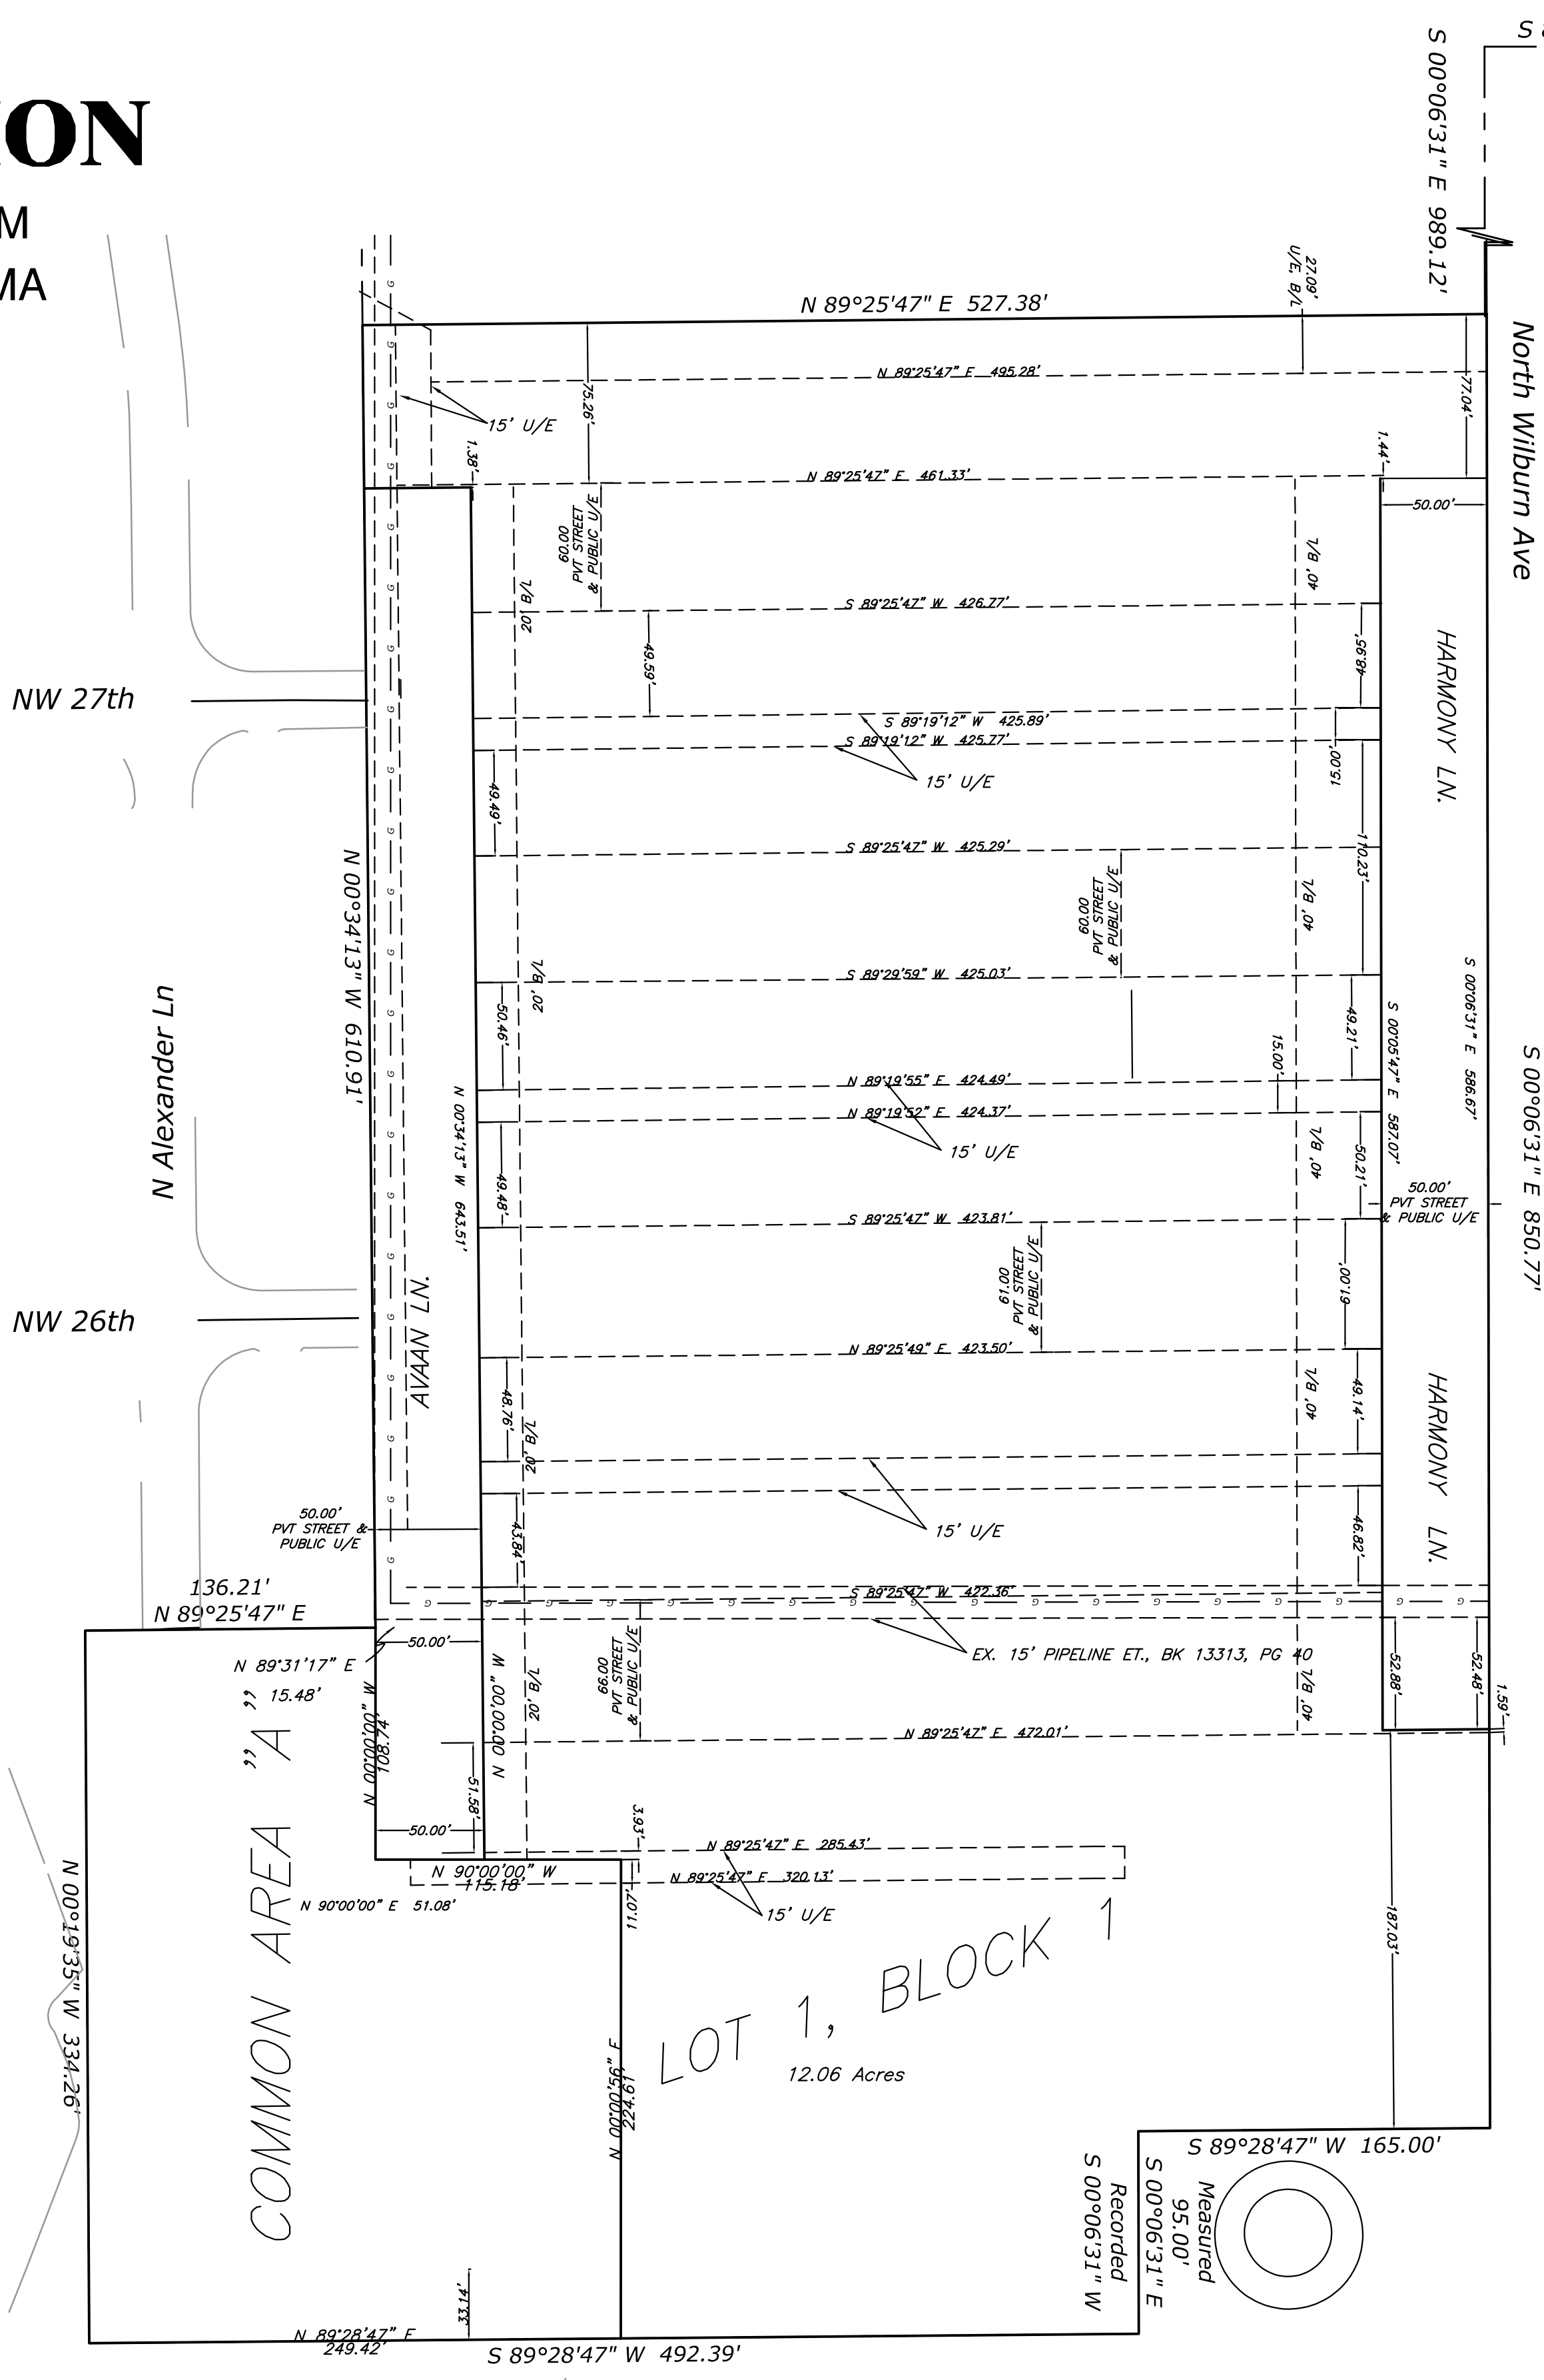 S
S 00°06'31" E 989.12'
ION
M
MA
27.09'
U/E, B/L
N 89°25'47" E 527.38'
North Wilburn Ave
N 89°25'47" E 495.28'
75.26'
77.04'
15' U/E
1.38'
1.44'
N 89°25'47" E 461.33'
50.00'
60.00
PVT STREET
& PUBLIC U/E
40' B/L
20' B/L
S 89°25'47" W 426.77'
49.59'
48.95'
HARMONY LN.
NW 27th
S 89°19'12" W 425.89'
S 89°19'12" W 425.77'
15.00'
15' U/E
49.49'
110.23'
S 89°25'47" W 425.29'
N 00°34'13" W 610.91'
60.00
PVT STREET
& PUBLIC U/E
40' B/L
20' B/L
S 89°29'59" W 425.03'
N Alexander Ln
50.46'
49.21'
S 00°05'47" E 587.07'
S 00°06'31" E 586.67'
S 00°06'31" E 850.77'
15.00'
N 89°19'55" E 424.49'
N 89°19'52" E 424.37'
N 00°34'13" W 643.51'
15' U/E
49.48'
40' B/L
50.21'
50.00'
PVT STREET
& PUBLIC U/E
S 89°25'47" W 423.81'
61.00
PVT STREET
& PUBLIC U/E
61.00'
NW 26th
AVAAN LN.
N 89°25'49" E 423.50'
48.76'
40' B/L
49.14'
HARMONY LN.
20' B/L
50.00'
PVT STREET &
PUBLIC U/E
15' U/E
43.84'
46.82'
136.21'
N 89°25'47" E
S 89°25'47" W 422.36'
G
50.00'
EX. 15' PIPELINE ET., BK 13313, PG 40
N 89°31'17" E
15.48'
N 00°00'00" W
108.74'
N 00°00'00" W
20' B/L
66.00
PVT STREET
& PUBLIC U/E
40' B/L
52.88'
52.48'
1.59'
N 89°25'47" E 472.01'
51.58'
50.00'
3.93'
N 89°25'47" E 285.43'
N 90°00'00" W
115.18'
N 89°25'47" E 320.13'
N 90°00'00" E 51.08'
11.07'
15' U/E
187.03'
COMMON AREA "A"
N 00°19'35" W 334.26'
LOT 1, BLOCK 1
12.06 Acres
N 00°00'56" E
224.61'
S 89°28'47" W 165.00'
Recorded
S 00°06'31" W
Measured
95.00'
S 00°06'31" E
33.14'
N 89°28'47" E
249.42'
S 89°28'47" W 492.39'